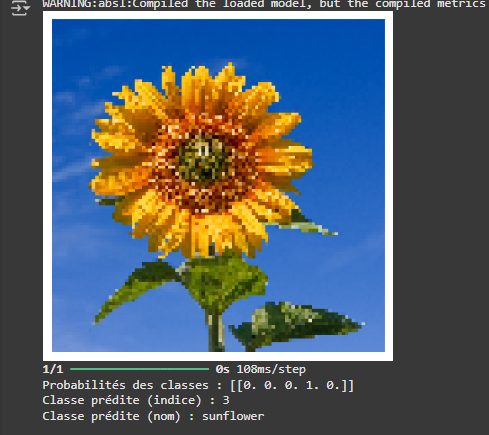 WARNING:absl:Compiled the loaded model, but the compiled metrics
1/1 ━━━━━━━━━━━━━━━━━━━━ 0s 108ms/step
Probabilités des classes : [[0. 0. 0. 1. 0.]]
Classe prédite (indice) : 3
Classe prédite (nom) : sunflower